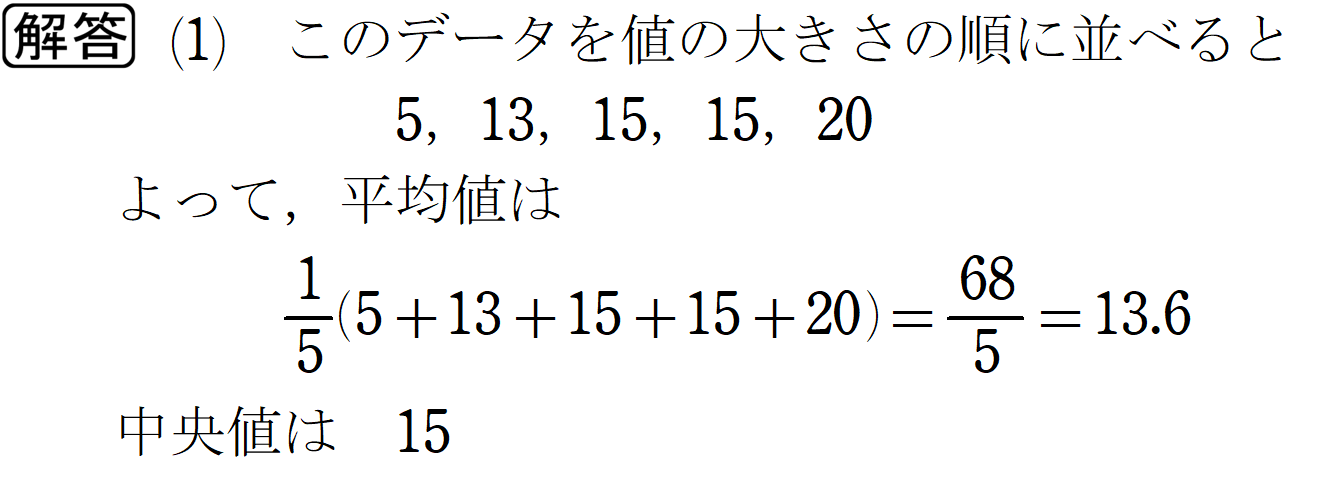 解答 (1) このデータを値の大きさの順に並べると
5, 13, 15, 15, 20
よって, 平均値は
1/5(5+13+15+15+20)=68/5=13.6
中央値は 15